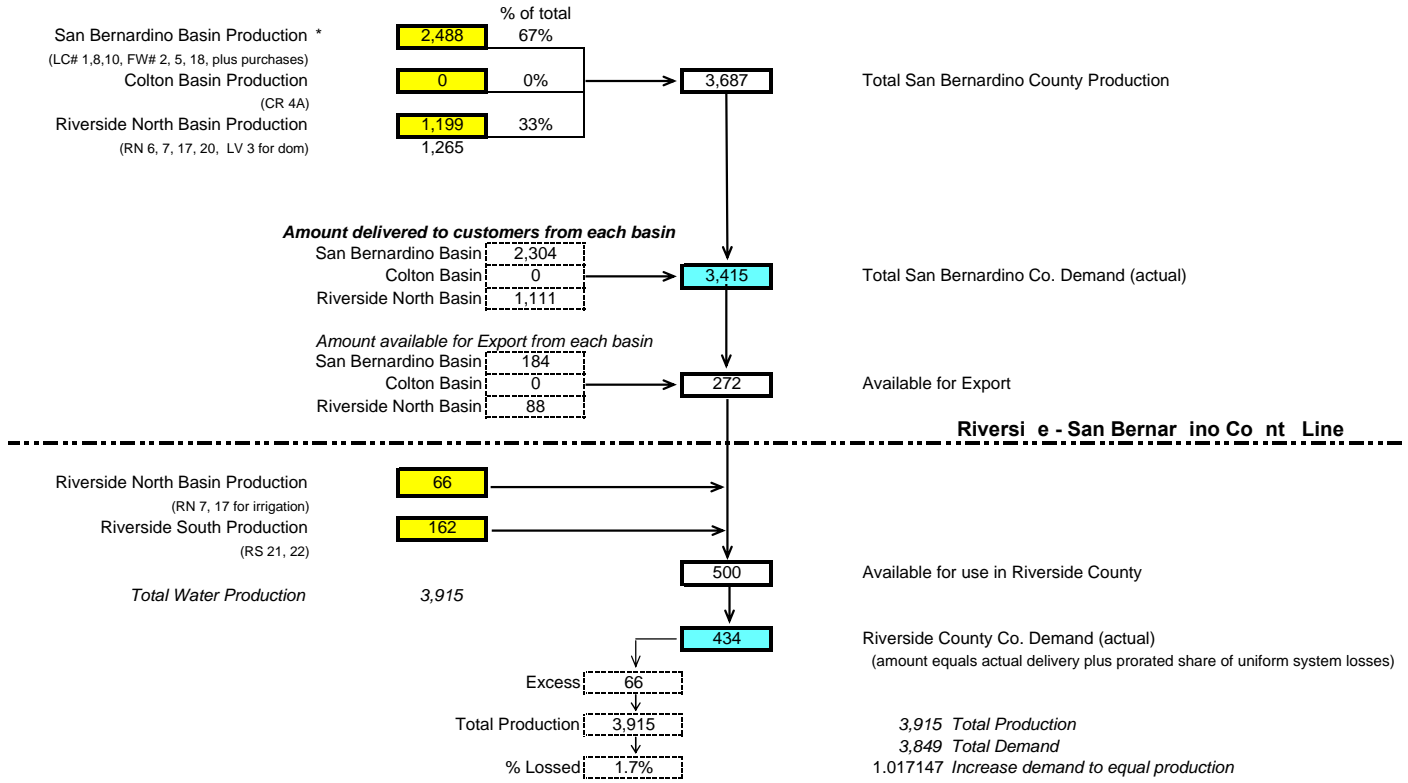 % of total
San Bernardino Basin Production * 2,488 67%
(LC# 1,8,10, FW# 2, 5, 18, plus purchases)
Colton Basin Production 0 0% 3,687 Total San Bernardino County Production
(CR 4A)
Riverside North Basin Production 1,199 33%
(RN 6, 7, 17, 20, LV 3 for dom) 1,265
Amount delivered to customers from each basin
San Bernardino Basin 2,304
Colton Basin 0 3,415 Total San Bernardino Co. Demand (actual)
Riverside North Basin 1,111
Amount available for Export from each basin
San Bernardino Basin 184
Colton Basin 0 272 Available for Export
Riverside North Basin 88
Riversi e - San Bernar ino Co nt Line
Riverside North Basin Production 66
(RN 7, 17 for irrigation)
Riverside South Production 162
(RS 21, 22)
500 Available for use in Riverside County
Total Water Production 3,915
434 Riverside County Co. Demand (actual)
(amount equals actual delivery plus prorated share of uniform system losses)
Excess 66
Total Production 3,915 3,915 Total Production
3,849 Total Demand
% Lossed 1.7% 1.017147 Increase demand to equal production